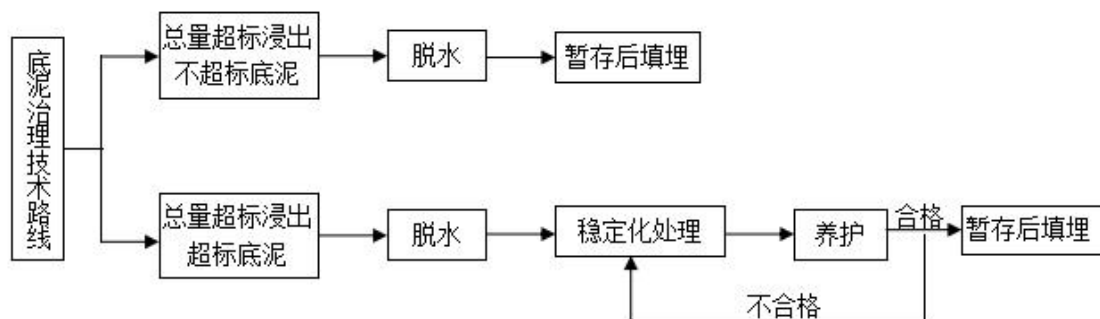 底泥治理技术路线
总量超标浸出
不超标底泥
脱水
暂存后填埋
总量超标浸出
超标底泥
脱水
稳定化处理
养护
合格
暂存后填埋
不合格